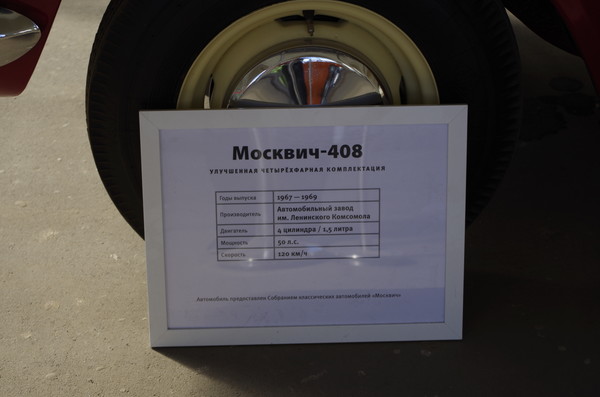 Москвич-408
УЛУЧШЕННАЯ ЧЕТЫРЁХФАРНАЯ КОМПЛЕКТАЦИЯ
Годы выпуска 1967 — 1969
Производитель Автомобильный завод
им. Ленинского Комсомола
Двигатель 4 цилиндра / 1,5 литра
Мощность 50 л.с.
Скорость 120 км/ч
Автомобиль предоставлен Собранием классических автомобилей «Москвич»